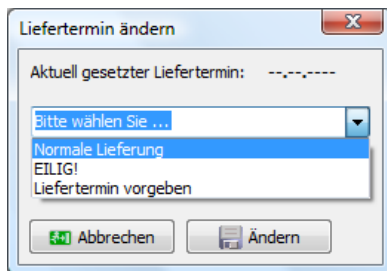 Liefertermin ändern
Aktuell gesetzter Liefertermin: --.--.----
Bitte wählen Sie ...
Normale Lieferung
EILIG!
Liefertermin vorgeben
Abbrechen Ändern